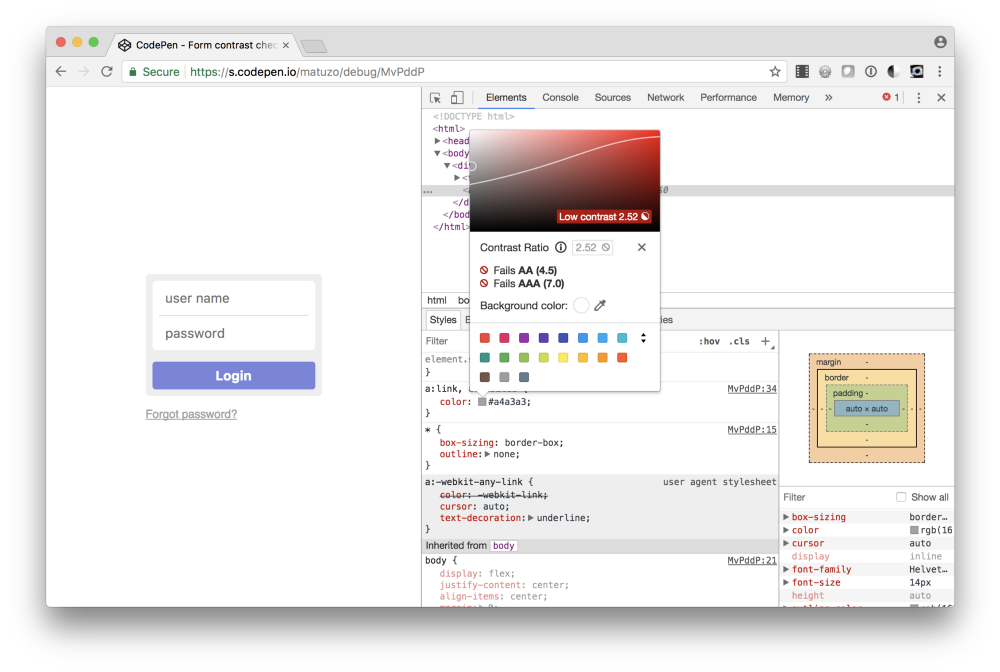 CodePen - Form contrast chec
Secure https://s.codepen.io/matuzo/debug/MvPddP
Elements Console Sources Network Performance Memory » 1
<!DOCTYPE html>
<html>
<head
<body
<di
<
... <
</d
</body
</html>
Low contrast 2.52
Contrast Ratio 2.52
Fails AA (4.5)
Fails AAA (7.0)
Background color:
user name
password
Login
Forgot password?
html bo
Styles
Filter :hov .cls +
element.s
}
a:link, MvPddP:34
color: #a4a3a3;
}
* { MvPddP:15
box-sizing: border-box;
outline: none;
}
a:-webkit-any-link { user agent stylesheet
color: -webkit-link;
cursor: auto;
text-decoration: underline;
}
Inherited from body
body { MvPddP:21
display: flex;
justify-content: center;
align-items: center;
margin -
border -
padding -
auto × auto
Filter Show all
box-sizing border…
color rgb(16
cursor auto
display inline
font-family Helvet…
font-size 14px
height auto